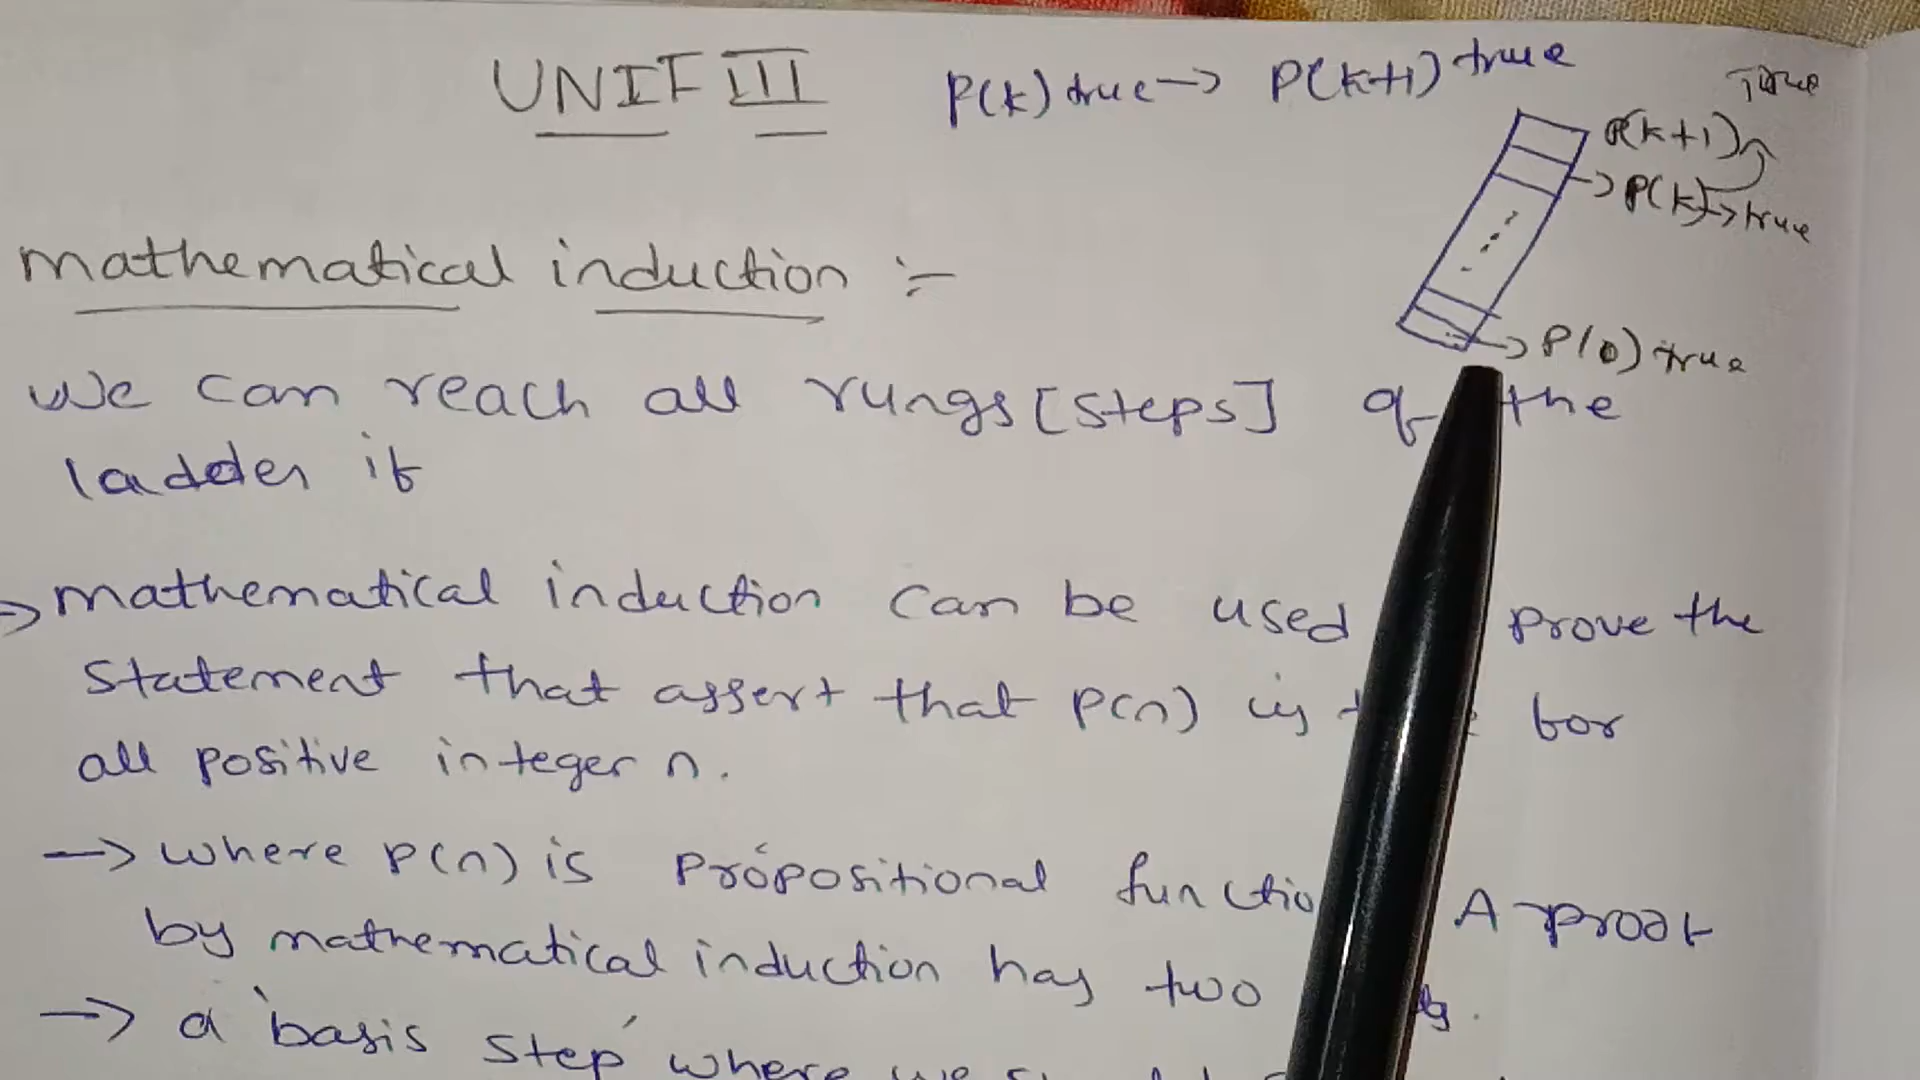 UNIT III P(k) true -> P(k+1) true
True
P(k+1)
-> P(k) -> true
mathematical induction :-
-> P(0) true
We can reach all rungs [steps] of the
ladder if
-> mathematical induction can be used prove the
statement that assert that P(n) is for
all positive integer n.
-> where P(n) is propositional function A proof
by mathematical induction has two
-> a basis step where we